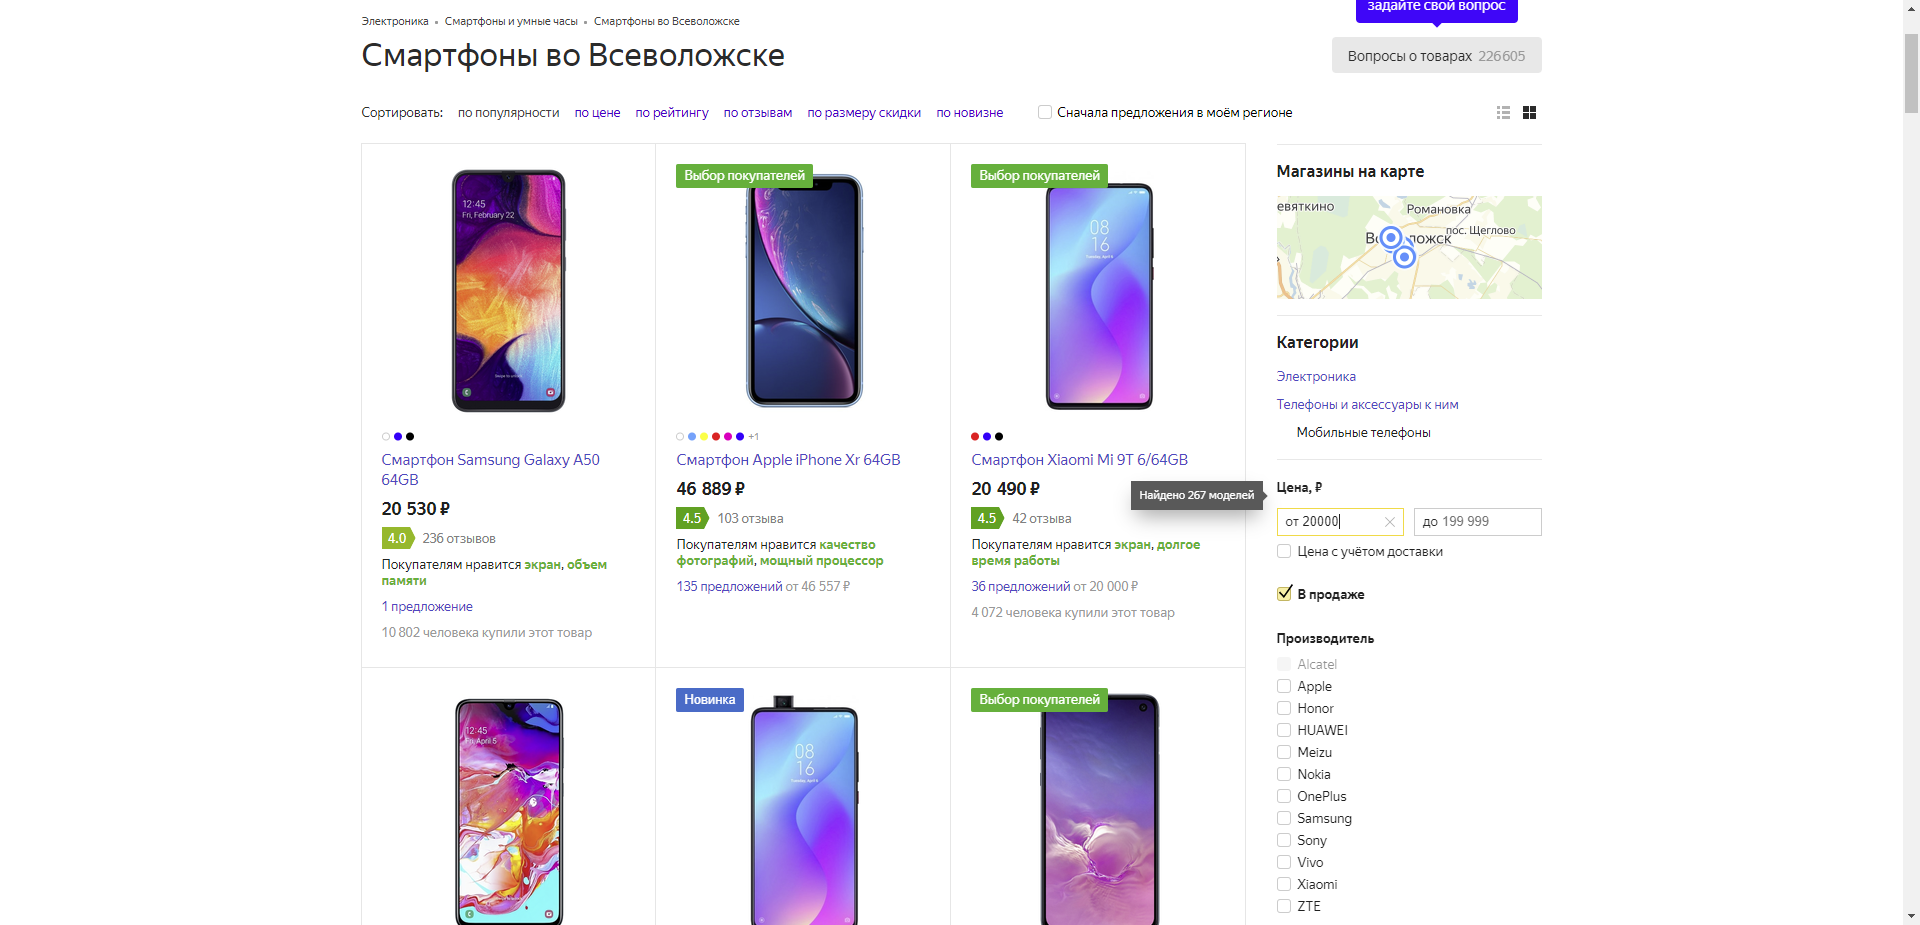 задайте свой вопрос
Электроника • Смартфоны и умные часы • Смартфоны во Всеволожске
Смартфоны во Всеволожске
Вопросы о товарах 226605
Сортировать: по популярности по цене по рейтингу по отзывам по размеру скидки по новизне Сначала предложения в моём регионе
Выбор покупателей
12:45
Fri, February 22
Выбор покупателей
08
16
Смартфон Samsung Galaxy A50
64GB
20 530 ₽
4.0 236 отзывов
Покупателям нравится экран, объем
памяти
1 предложение
10 802 человека купили этот товар
+1
Смартфон Apple iPhone Xr 64GB
46 889 ₽
4.5 103 отзыва
Покупателям нравится качество
фотографий, мощный процессор
135 предложений от 46 557 ₽
Смартфон Xiaomi Mi 9T 6/64GB
20 490 ₽
4.5 42 отзыва
Покупателям нравится экран, долгое
время работы
36 предложений от 20 000 ₽
4 072 человека купили этот товар
12:45
Fri, April 5
Новинка
08
16
Выбор покупателей
Магазины на карте
евяткино
Романовка
пос. Щеглово
Вс ложск
Категории
Электроника
Телефоны и аксессуары к ним
Мобильные телефоны
Найдено 267 моделей
Цена, ₽
от 20000 до 199 999
Цена с учётом доставки
В продаже
Производитель
Alcatel
Apple
Honor
HUAWEI
Meizu
Nokia
OnePlus
Samsung
Sony
Vivo
Xiaomi
ZTE